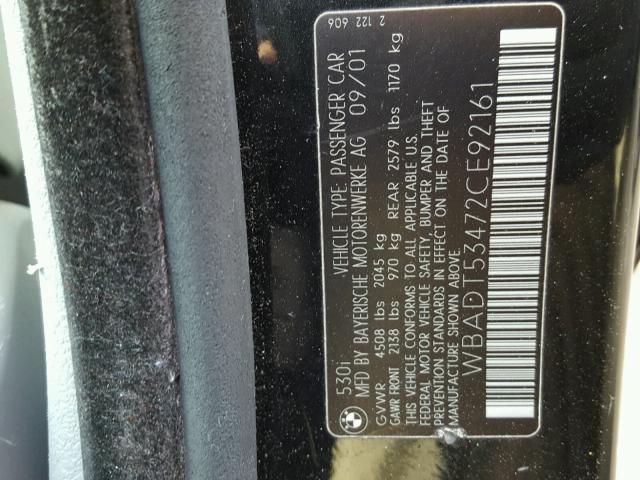 530i VEHICLE TYPE: PASSENGER CAR
MFD BY BAYERISCHE MOTORENWERKE AG 09/01
GVWR 4508 lbs 2045 kg
GAWR FRONT 2138 lbs 970 kg REAR 2579 lbs 1170 kg
THIS VEHICLE CONFORMS TO ALL APPLICABLE U.S.
FEDERAL MOTOR VEHICLE SAFETY, BUMPER AND THEFT
PREVENTION STANDARDS IN EFFECT ON THE DATE OF
MANUFACTURE SHOWN ABOVE.
WBADT53472CE92161
2 122 606